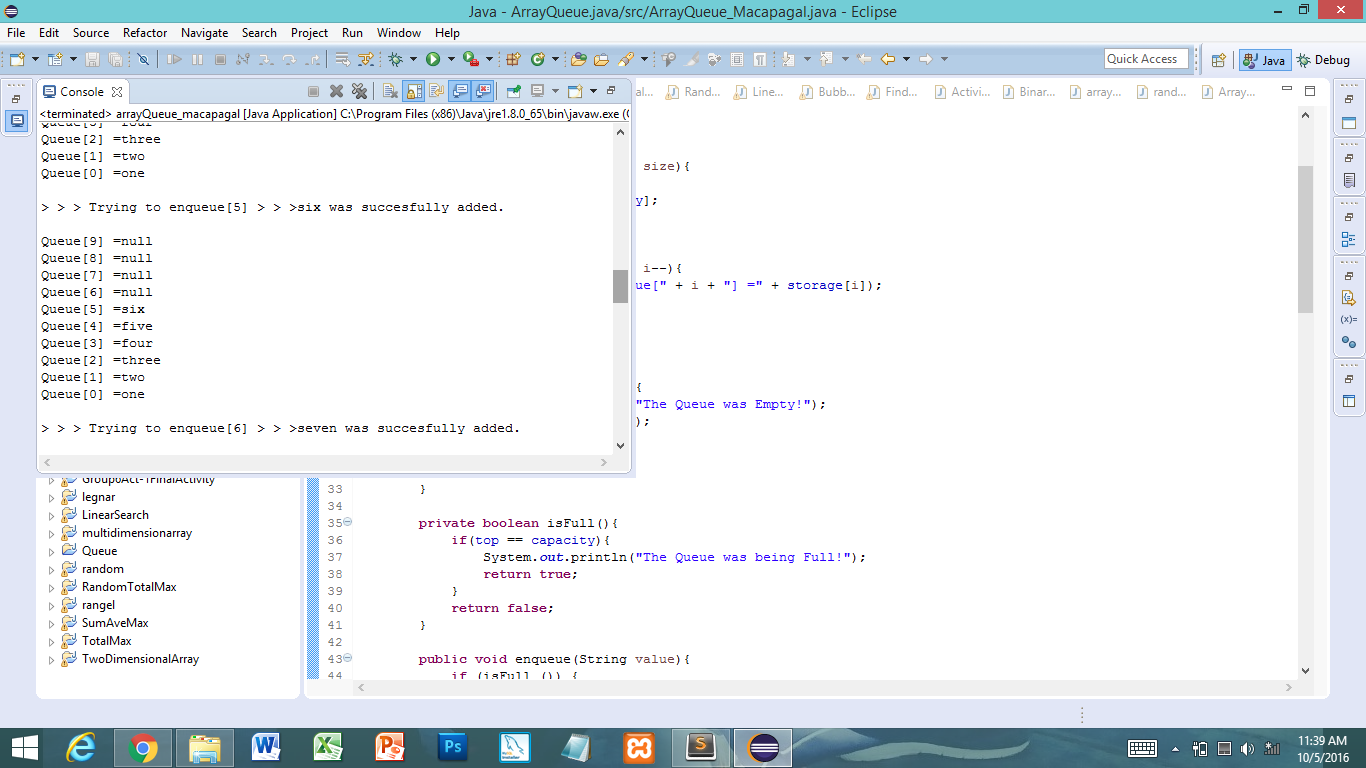 Java - ArrayQueue.java/src/ArrayQueue_Macapagal.java - Eclipse
File Edit Source Refactor Navigate Search Project Run Window Help
Quick Access Java Debug
Console
al... Rand... Line... Bubb... Find... Activi... Binar... array... rand... Array...
<terminated> arrayQueue_macapagal [Java Application] C:\Program Files (x86)\Java\jre1.8.0_65\bin\javaw.exe (
Queue[3] =four
Queue[2] =three
Queue[1] =two
Queue[0] =one
> > > Trying to enqueue[5] > > >six was succesfully added.
Queue[9] =null
Queue[8] =null
Queue[7] =null
Queue[6] =null
Queue[5] =six
Queue[4] =five
Queue[3] =four
Queue[2] =three
Queue[1] =two
Queue[0] =one
> > > Trying to enqueue[6] > > >seven was succesfully added.
size){
y];
i--){
ue[" + i + "] =" + storage[i]);
{
"The Queue was Empty!");
);
GroupoAct-1FinalActivity
legnar
LinearSearch
multidimensionarray
Queue
random
RandomTotalMax
rangel
SumAveMax
TotalMax
TwoDimensionalArray
33 }
34
35 private boolean isFull(){
36 if(top == capacity){
37 System.out.println("The Queue was being Full!");
38 return true;
39 }
40 return false;
41 }
42
43 public void enqueue(String value){
44 if (isFull ()) {
(x)=
11:39 AM
10/5/2016